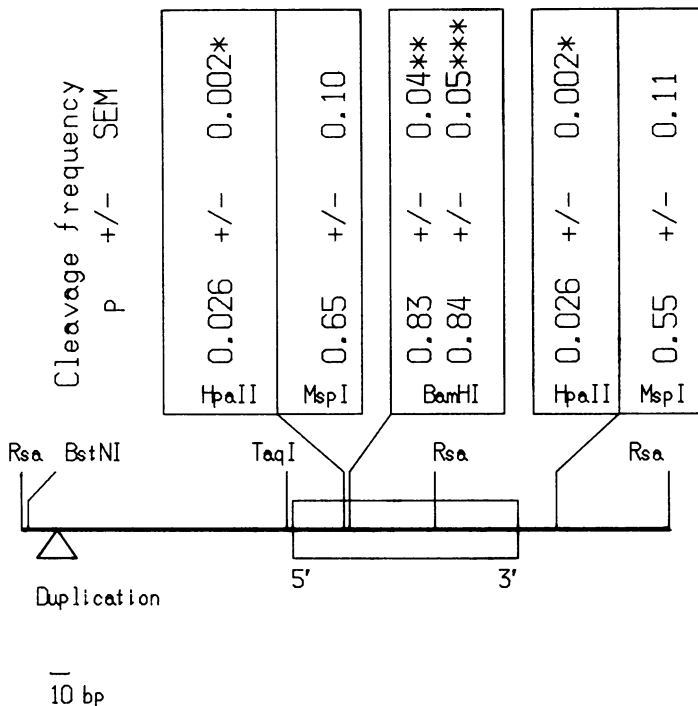 Cleavage frequency
p +/- SEM
0.026 +/- 0.002*
HpaII
0.65 +/- 0.10
MspI
0.83 +/- 0.04**
0.84 +/- 0.05***
BamHI
0.026 +/- 0.002*
HpaII
0.55 +/- 0.11
MspI
Rsa BstNI TaqI Rsa Rsa
5' 3'
Duplication
10 bp